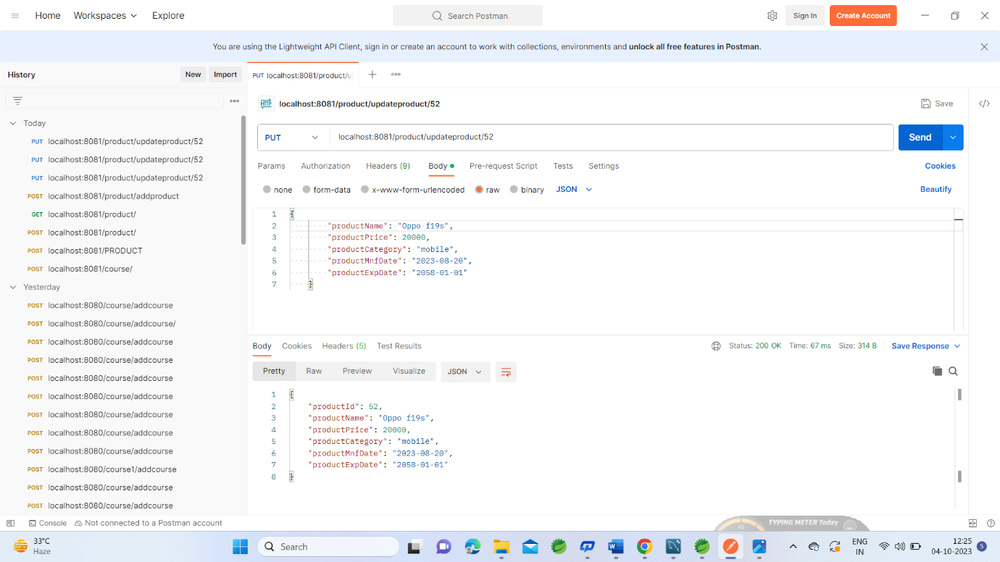 Home Workspaces Explore Search Postman Sign In Create Account
You are using the Lightweight API Client, sign in or create an account to work with collections, environments and unlock all free features in Postman.
History New Import
Today
PUT localhost:8081/product/updateproduct/52
PUT localhost:8081/product/updateproduct/52
PUT localhost:8081/product/updateproduct/52
POST localhost:8081/product/addproduct
GET localhost:8081/product/
POST localhost:8081/product/
POST localhost:8081/PRODUCT
POST localhost:8081/course/
Yesterday
POST localhost:8080/course/addcourse
POST localhost:8080/course/addcourse/
POST localhost:8080/course/addcourse
POST localhost:8080/course/addcourse
POST localhost:8080/course/addcourse
POST localhost:8080/course/addcourse
POST localhost:8080/course/addcourse
POST localhost:8080/course/addcourse
POST localhost:8080/course/addcourse
POST localhost:8080/course1/addcourse
POST localhost:8080/course/addcourse
POST localhost:8080/course/addcourse
PUT localhost:8081/product/u
HTTP localhost:8081/product/updateproduct/52 Save
PUT localhost:8081/product/updateproduct/52 Send
Params Authorization Headers (9) Body Pre-request Script Tests Settings Cookies
none form-data x-www-form-urlencoded raw binary JSON Beautify
1 {
2 "productName": "Oppo f19s",
3 "productPrice": 20000,
4 "productCategory": "mobile",
5 "productMnfDate": "2023-08-20",
6 "productExpDate": "2058-01-01"
7 }
Body Cookies Headers (5) Test Results Status: 200 OK Time: 67 ms Size: 314 B Save Response
Pretty Raw Preview Visualize JSON
1 {
2 "productId": 52,
3 "productName": "Oppo f19s",
4 "productPrice": 20000,
5 "productCategory": "mobile",
6 "productMnfDate": "2023-08-20",
7 "productExpDate": "2058-01-01"
8 }
Console Not connected to a Postman account
TYPING METER Today
33°C
Haze
Search
ENG
IN
12:25
04-10-2023
5